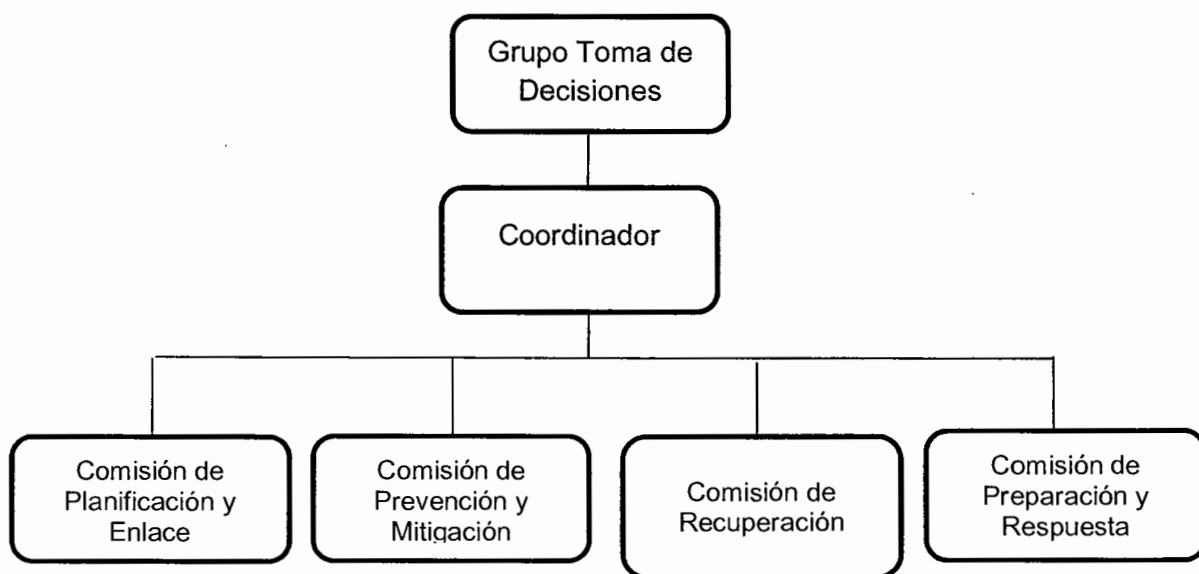 Grupo Toma de
Decisiones
Coordinador
Comisión de
Planificación y
Enlace
Comisión de
Prevención y
Mitigación
Comisión de
Recuperación
Comisión de
Preparación y
Respuesta